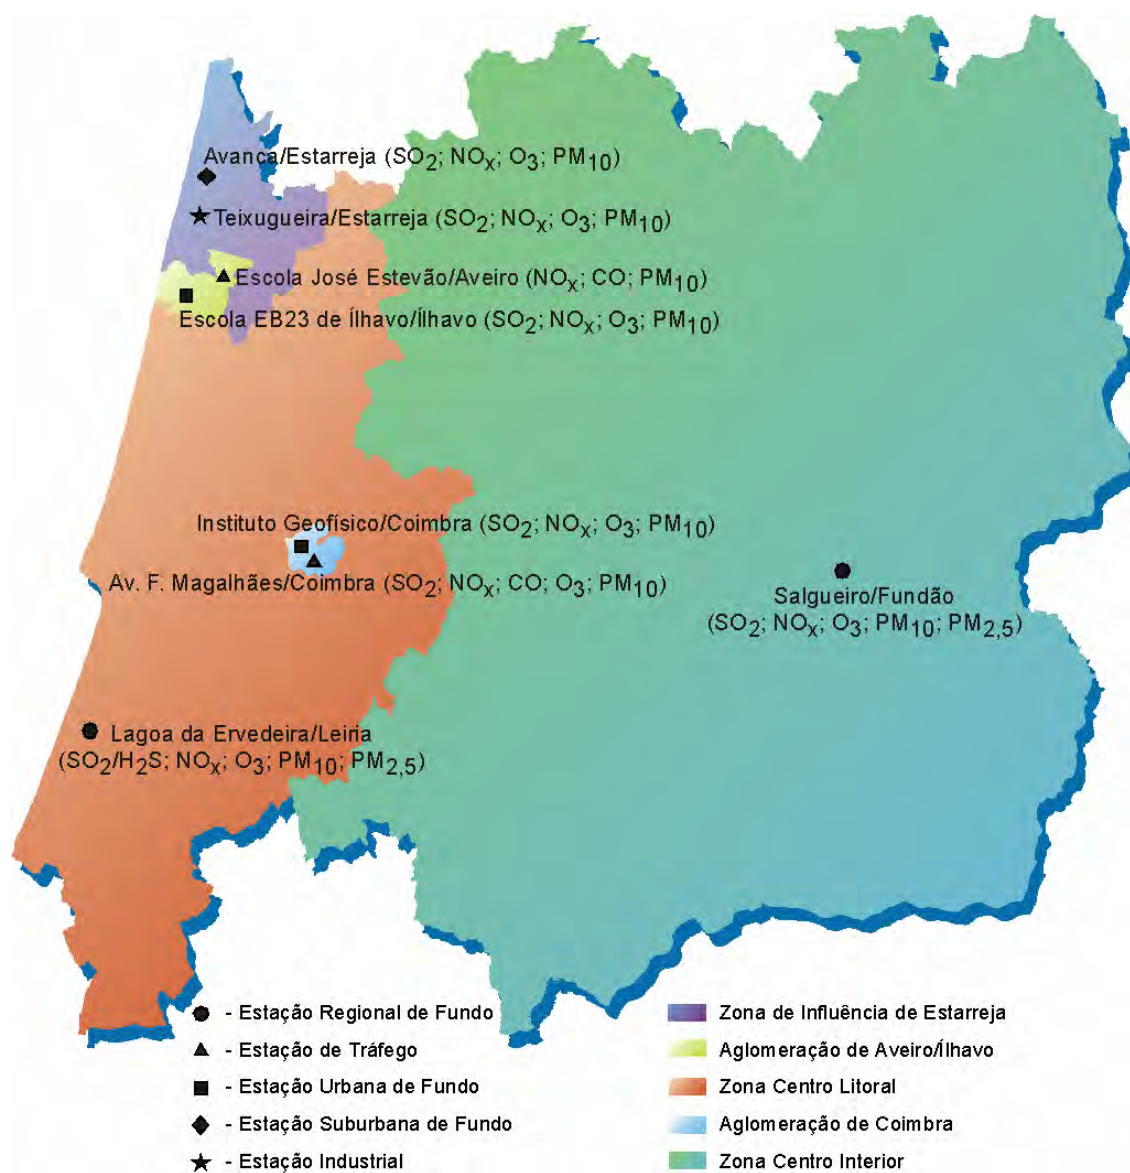 Avanca/Estarreja (SO2; NOx; O3; PM10)
Teixugueira/Estarreja (SO2; NOx; O3; PM10)
Escola José Estevão/Aveiro (NOx; CO; PM10)
Escola EB23 de Ílhavo/Ílhavo (SO2; NOx; O3; PM10)
Instituto Geofísico/Coimbra (SO2; NOx; O3; PM10)
Av. F. Magalhães/Coimbra (SO2; NOx; CO; O3; PM10)
Salgueiro/Fundão
(SO2; NOx; O3; PM10; PM2,5)
Lagoa da Ervedeira/Leiria
(SO2/H2S; NOx; O3; PM10; PM2,5)
- Estação Regional de Fundo
- Estação de Tráfego
- Estação Urbana de Fundo
- Estação Suburbana de Fundo
- Estação Industrial
Zona de Influência de Estarreja
Aglomeração de Aveiro/Ílhavo
Zona Centro Litoral
Aglomeração de Coimbra
Zona Centro Interior